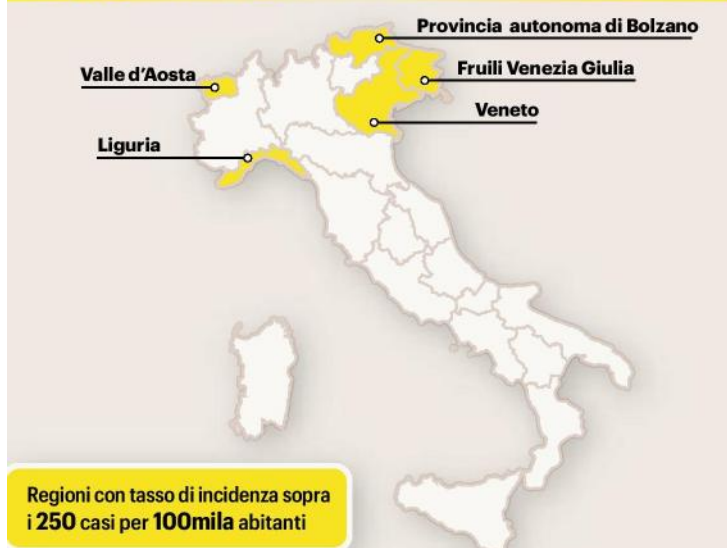 Provincia autonoma di Bolzano
Valle d'Aosta
Fruili Venezia Giulia
Veneto
Liguria
Regioni con tasso di incidenza sopra
i 250 casi per 100mila abitanti